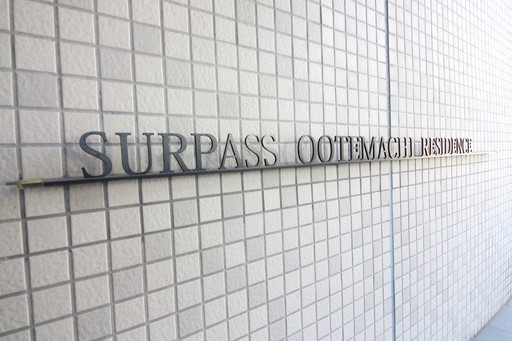 SURPASS OOTEMACHI RESIDENCE